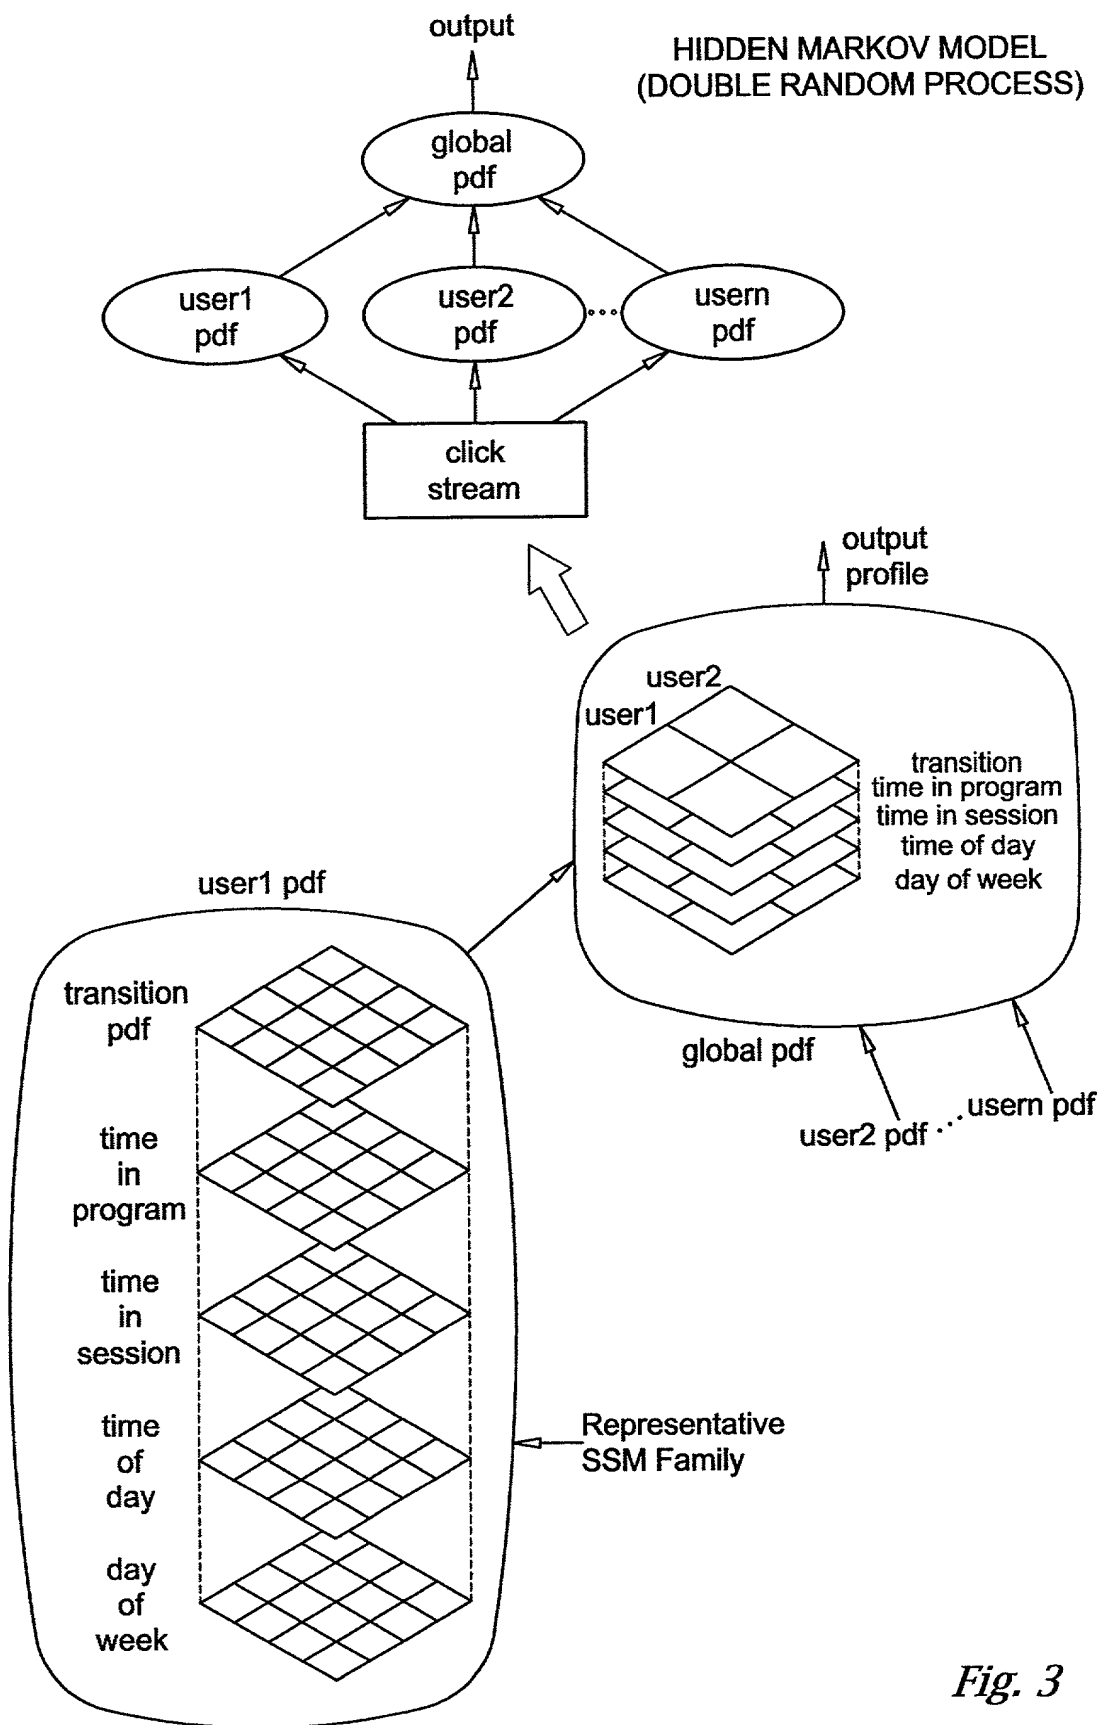 output
HIDDEN MARKOV MODEL
(DOUBLE RANDOM PROCESS)
global
pdf
user1
pdf
user2
pdf
usern
pdf
click
stream
output
profile
user2
user1
transition
time in program
time in session
time of day
day of week
global pdf
user2 pdf
usern pdf
user1 pdf
transition
pdf
time
in
program
time
in
session
time
of
day
day
of
week
Representative
SSM Family
Fig. 3